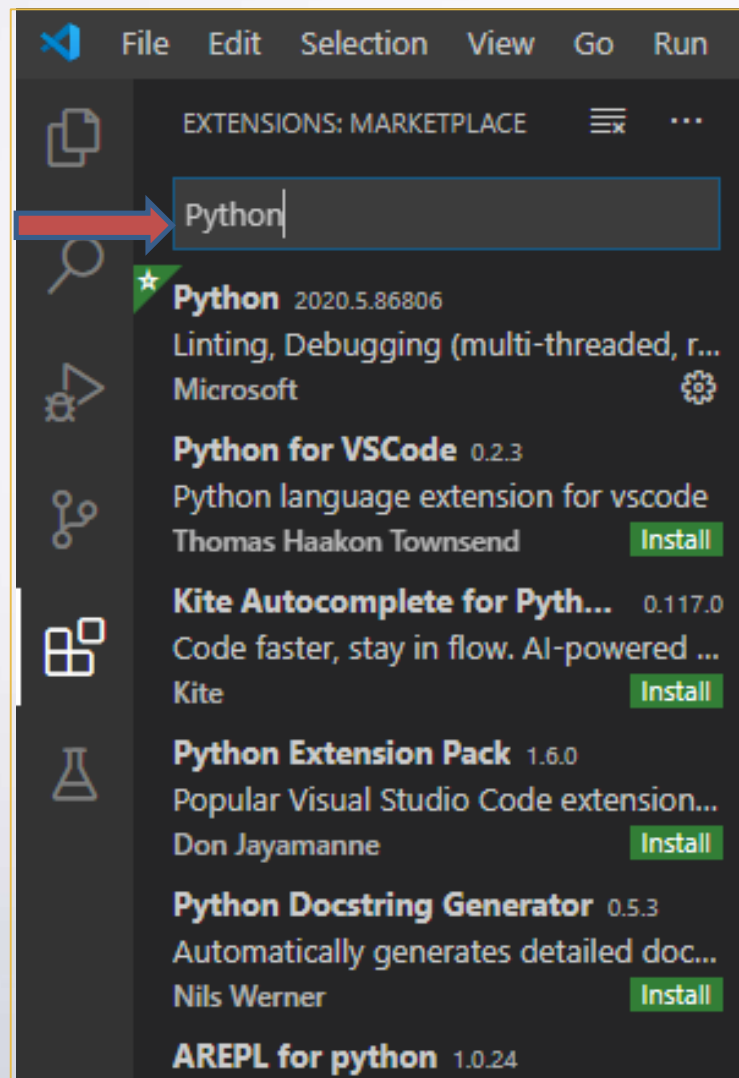 File Edit Selection View Go Run
EXTENSIONS: MARKETPLACE
Python
Python 2020.5.86806
Linting, Debugging (multi-threaded, r...
Microsoft
Python for VSCode 0.2.3
Python language extension for vscode
Thomas Haakon Townsend Install
Kite Autocomplete for Pyth... 0.117.0
Code faster, stay in flow. AI-powered ...
Kite Install
Python Extension Pack 1.6.0
Popular Visual Studio Code extension...
Don Jayamanne Install
Python Docstring Generator 0.5.3
Automatically generates detailed doc...
Nils Werner Install
AREPL for python 1.0.24